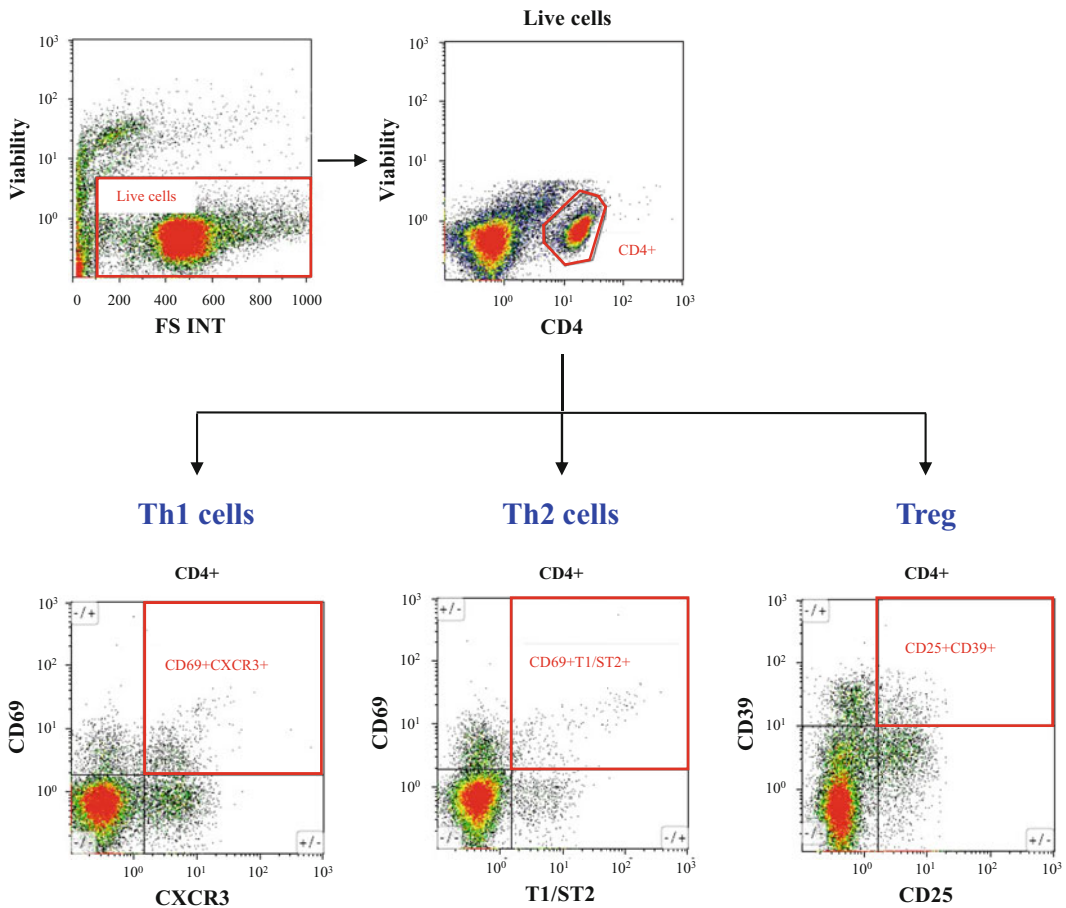 Live cells
10³
10²
10¹
10⁰
Viability
Live cells
0 200 400 600 800 1000
FS INT
10³
10²
10¹
10⁰
Viability
CD4+
10⁰ 10¹ 10² 10³
CD4
Th1 cells
Th2 cells
Treg
CD4+
CD4+
CD4+
10³
10²
10¹
10⁰
CD69
-/+
CD69+CXCR3+
-/-
+/-
10⁰ 10¹ 10² 10³
CXCR3
10³
10²
10¹
10⁰
CD69
+/-
CD69+T1/ST2+
-/-
-/+
10⁰ 10¹ 10² 10³
T1/ST2
10³
10²
10¹
10⁰
CD39
-/+
CD25+CD39+
-/-
+/-
10⁰ 10¹ 10² 10³
CD25